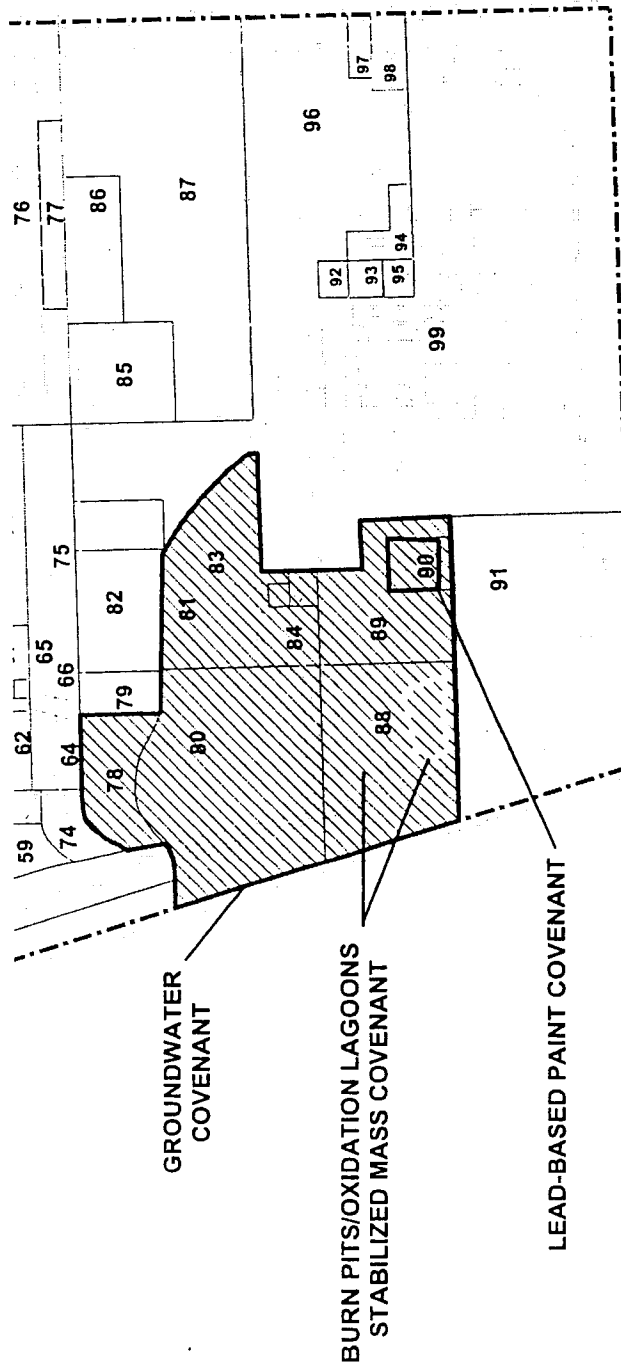 59 62 76
65 77
74 64 66 75
86
78 79 82 85
GROUNDWATER
COVENANT
80 81 87
83
84 96
92
BURN PITS/OXIDATION LAGOONS
STABILIZED MASS COVENANT
88 89 93 97
95 94 98
90 99
91
LEAD-BASED PAINT COVENANT